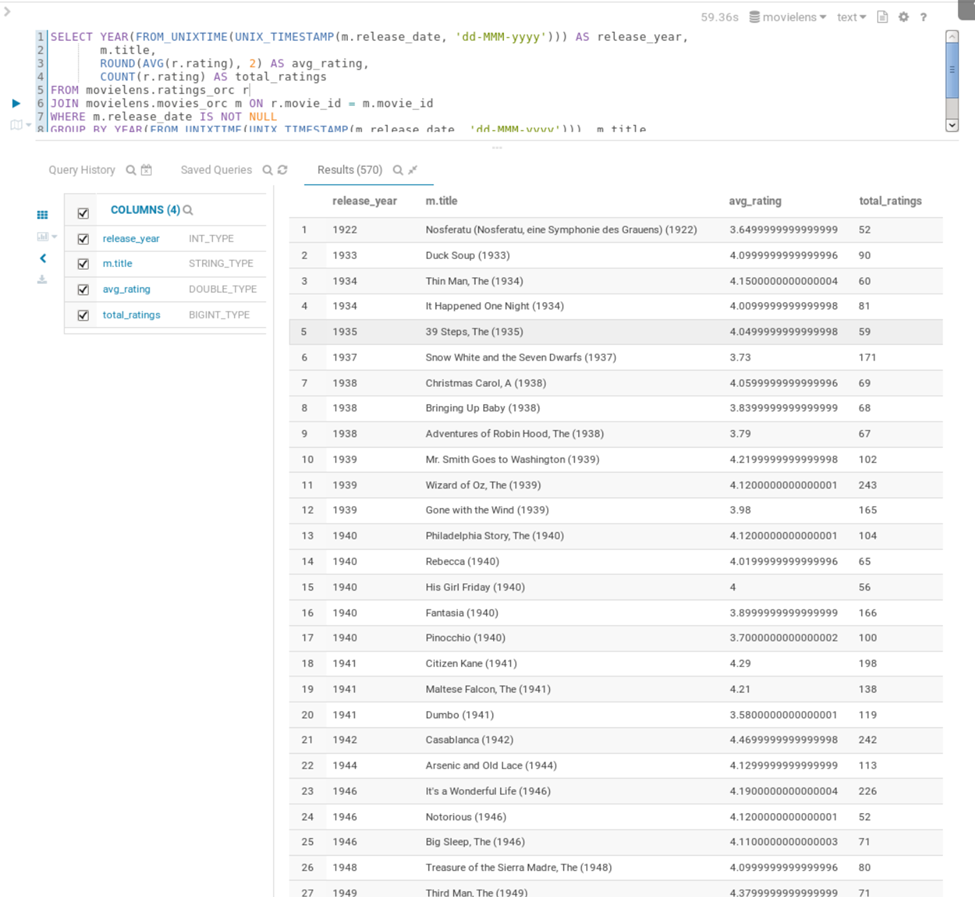 59.36s movielens text ?
1 SELECT YEAR(FROM_UNIXTIME(UNIX_TIMESTAMP(m.release_date, 'dd-MMM-yyyy'))) AS release_year,
2 m.title,
3 ROUND(AVG(r.rating), 2) AS avg_rating,
4 COUNT(r.rating) AS total_ratings
5 FROM movielens.ratings_orc r
6 JOIN movielens.movies_orc m ON r.movie_id = m.movie_id
7 WHERE m.release_date IS NOT NULL
8 GROUP BY YEAR(FROM_UNIXTIME(UNIX_TIMESTAMP(m.release_date, 'dd-MMM-yyyy'))), m.title
Query History Saved Queries Results (570)
COLUMNS (4)
release_year INT_TYPE
m.title STRING_TYPE
avg_rating DOUBLE_TYPE
total_ratings BIGINT_TYPE
release_year m.title avg_rating total_ratings
1 1922 Nosferatu (Nosferatu, eine Symphonie des Grauens) (1922) 3.6499999999999999 52
2 1933 Duck Soup (1933) 4.0999999999999996 90
3 1934 Thin Man, The (1934) 4.1500000000000004 60
4 1934 It Happened One Night (1934) 4.0099999999999998 81
5 1935 39 Steps, The (1935) 4.0499999999999998 59
6 1937 Snow White and the Seven Dwarfs (1937) 3.73 171
7 1938 Christmas Carol, A (1938) 4.0599999999999996 69
8 1938 Bringing Up Baby (1938) 3.8399999999999999 68
9 1938 Adventures of Robin Hood, The (1938) 3.79 67
10 1939 Mr. Smith Goes to Washington (1939) 4.2199999999999998 102
11 1939 Wizard of Oz, The (1939) 4.1200000000000001 243
12 1939 Gone with the Wind (1939) 3.98 165
13 1940 Philadelphia Story, The (1940) 4.1200000000000001 104
14 1940 Rebecca (1940) 4.0199999999999996 65
15 1940 His Girl Friday (1940) 4 56
16 1940 Fantasia (1940) 3.8999999999999999 166
17 1940 Pinocchio (1940) 3.7000000000000002 100
18 1941 Citizen Kane (1941) 4.29 198
19 1941 Maltese Falcon, The (1941) 4.21 138
20 1941 Dumbo (1941) 3.5800000000000001 119
21 1942 Casablanca (1942) 4.4699999999999998 242
22 1944 Arsenic and Old Lace (1944) 4.1299999999999999 113
23 1946 It's a Wonderful Life (1946) 4.1900000000000004 226
24 1946 Notorious (1946) 4.1200000000000001 52
25 1946 Big Sleep, The (1946) 4.1100000000000003 71
26 1948 Treasure of the Sierra Madre, The (1948) 4.0999999999999996 80
27 1949 Third Man, The (1949) 4.3799999999999999 71